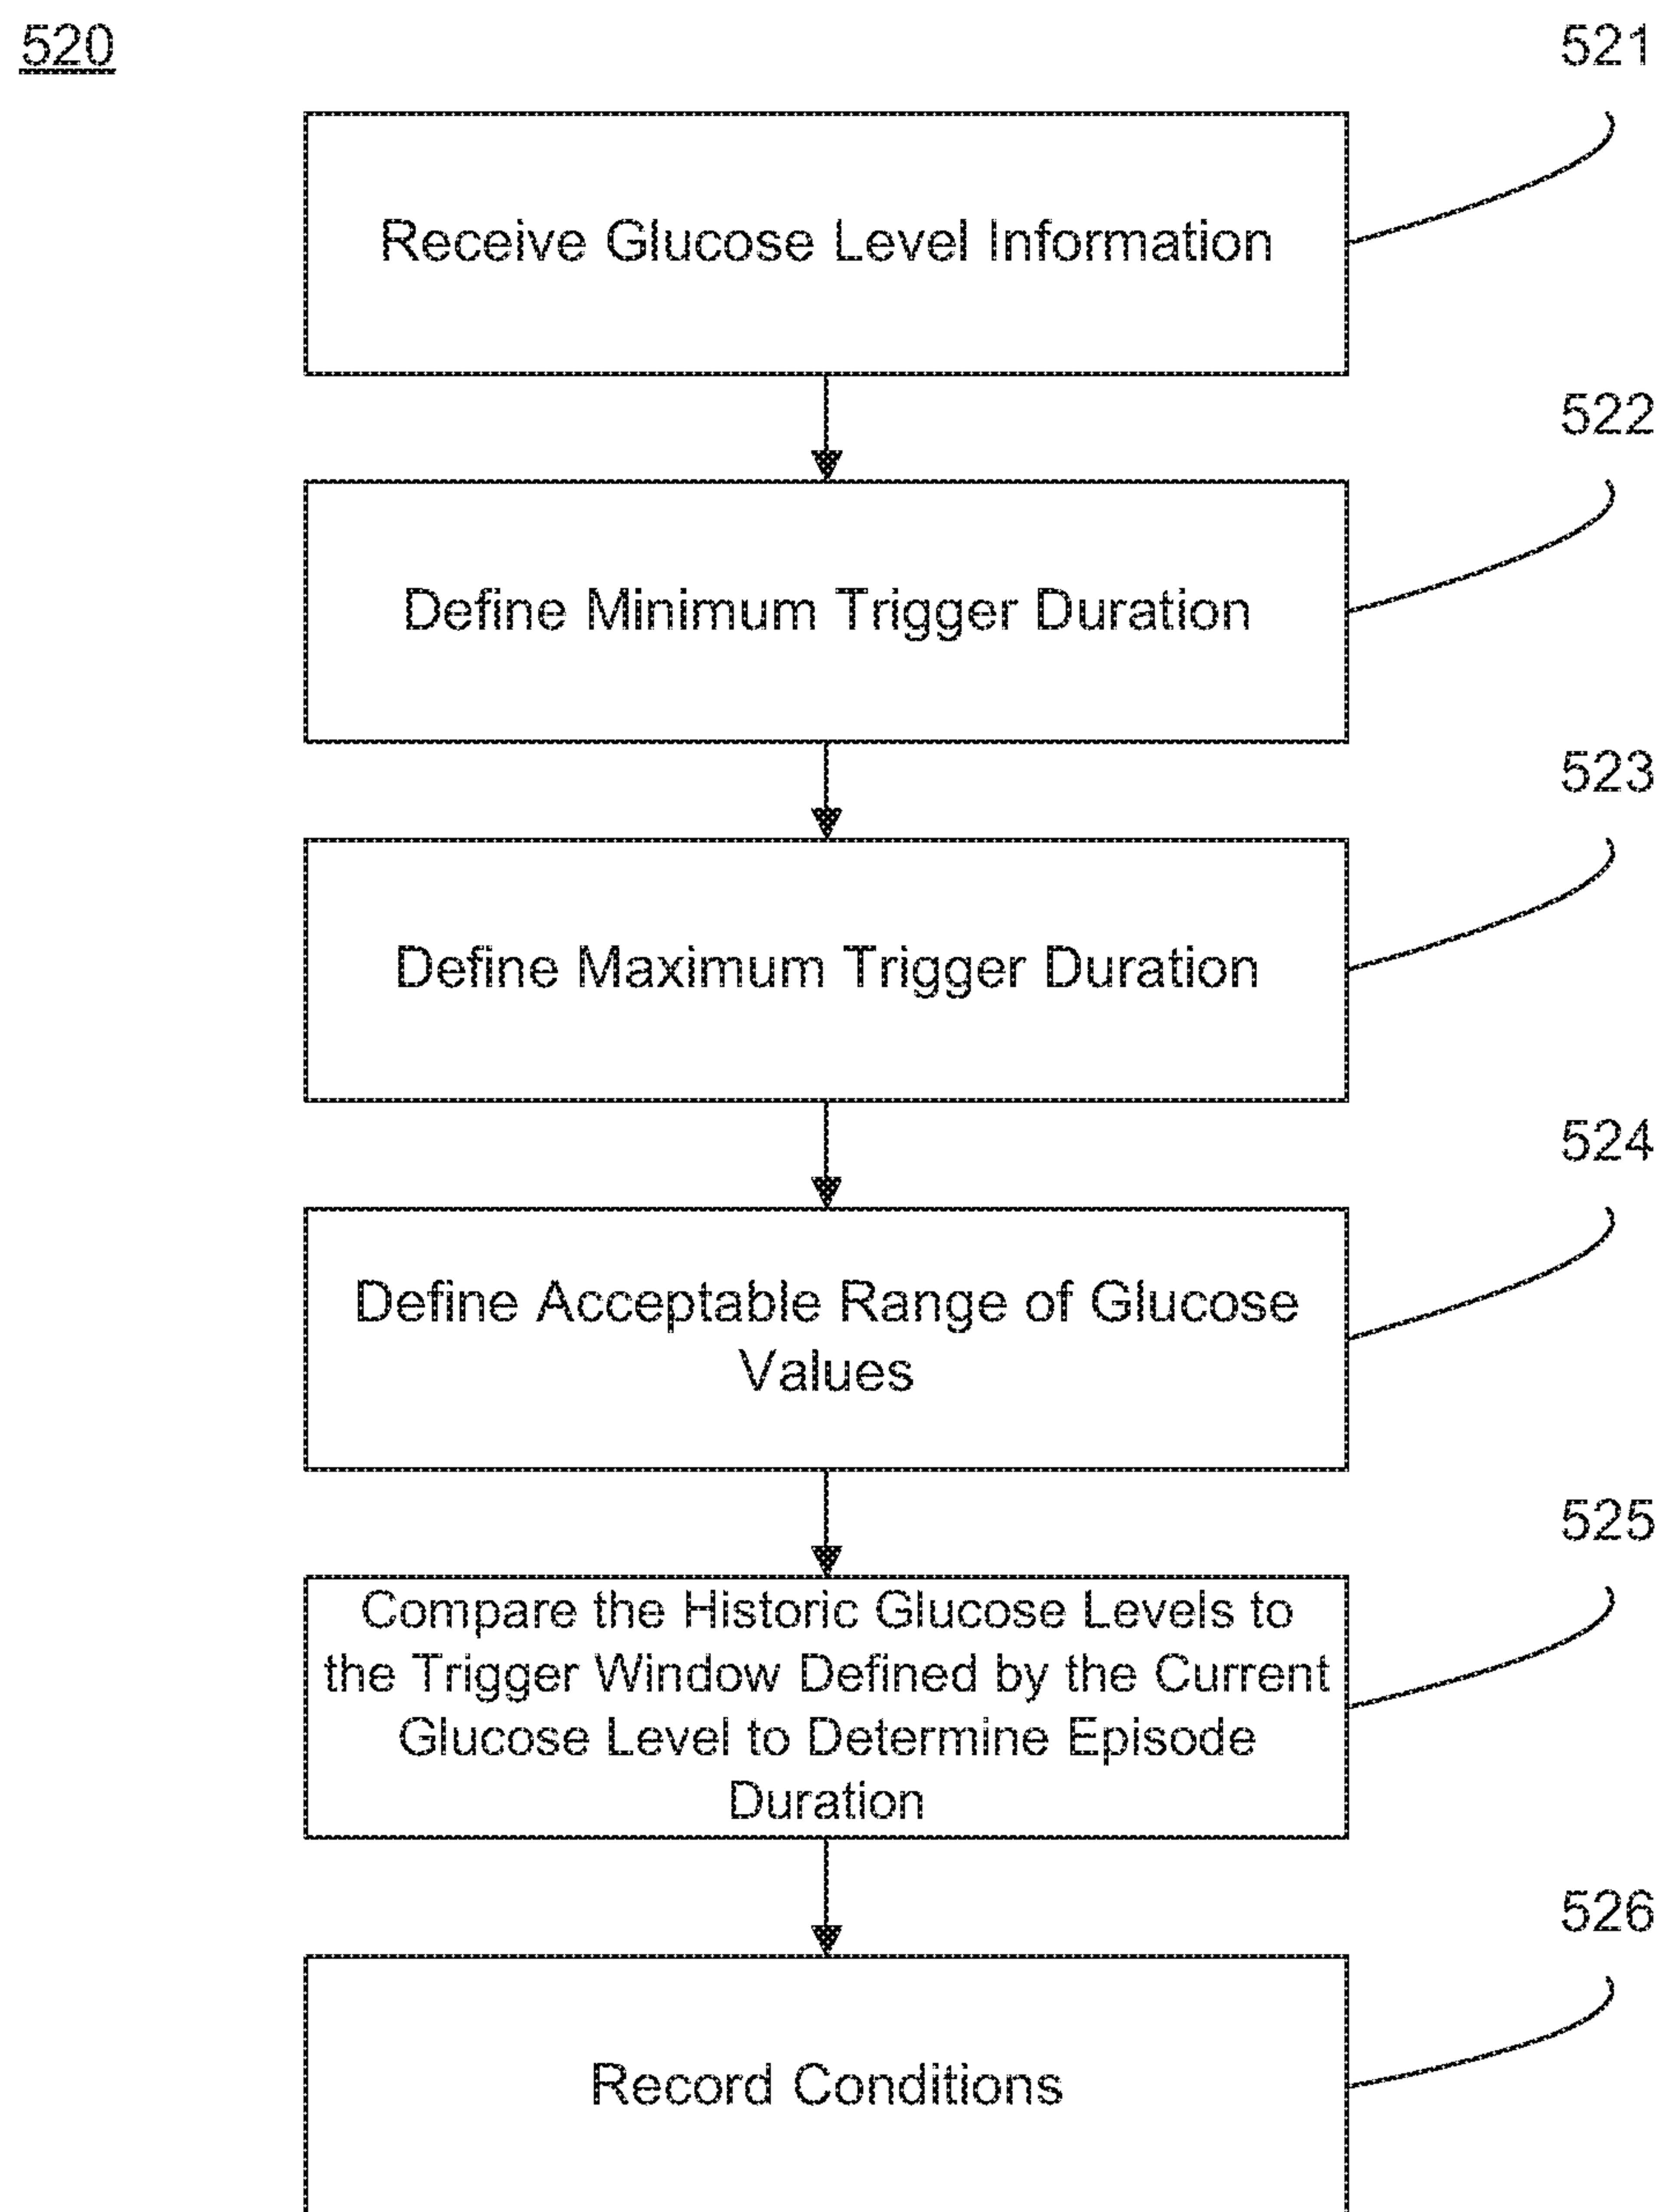 520
521
Receive Glucose Level Information
522
Define Minimum Trigger Duration
523
Define Maximum Trigger Duration
524
Define Acceptable Range of Glucose
Values
525
Compare the Historic Glucose Levels to
the Trigger Window Defined by the Current
Glucose Level to Determine Episode
Duration
526
Record Conditions